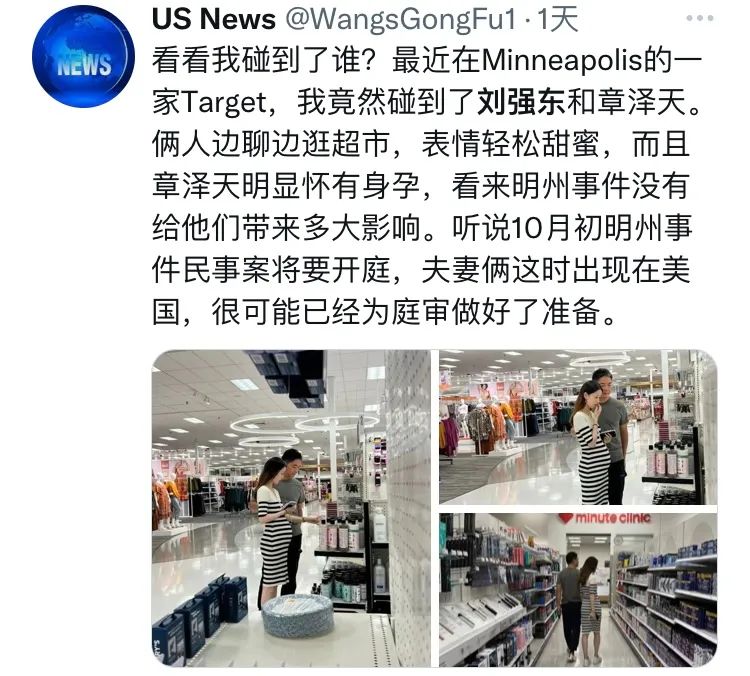 NEWS
US News @WangsGongFu1 · 1天
看看我碰到了谁？最近在Minneapolis的一
家Target，我竟然碰到了刘强东和章泽天。
俩人边聊边逛超市，表情轻松甜蜜，而且
章泽天明显怀有身孕，看来明州事件没有
给他们带来多大影响。听说10月初明州事
件民事案将要开庭，夫妻俩这时出现在美
国，很可能已经为庭审做好了准备。
minute clinic